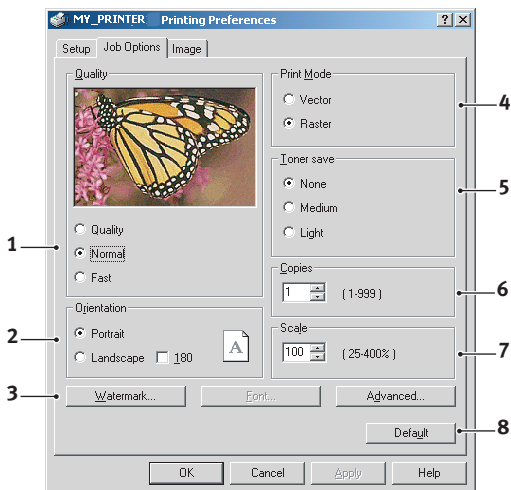 MY_PRINTER Printing Preferences
Setup Job Options Image
Quality
Quality
Normal
Fast
1
Orientation
Portrait
Landscape 180
A
2
3
Watermark... Font... Advanced...
Print Mode
Vector
Raster
4
Toner save
None
Medium
Light
5
Copies
1 ( 1-999 )
6
Scale
100 ( 25-400% )
7
Default
8
OK Cancel Apply Help